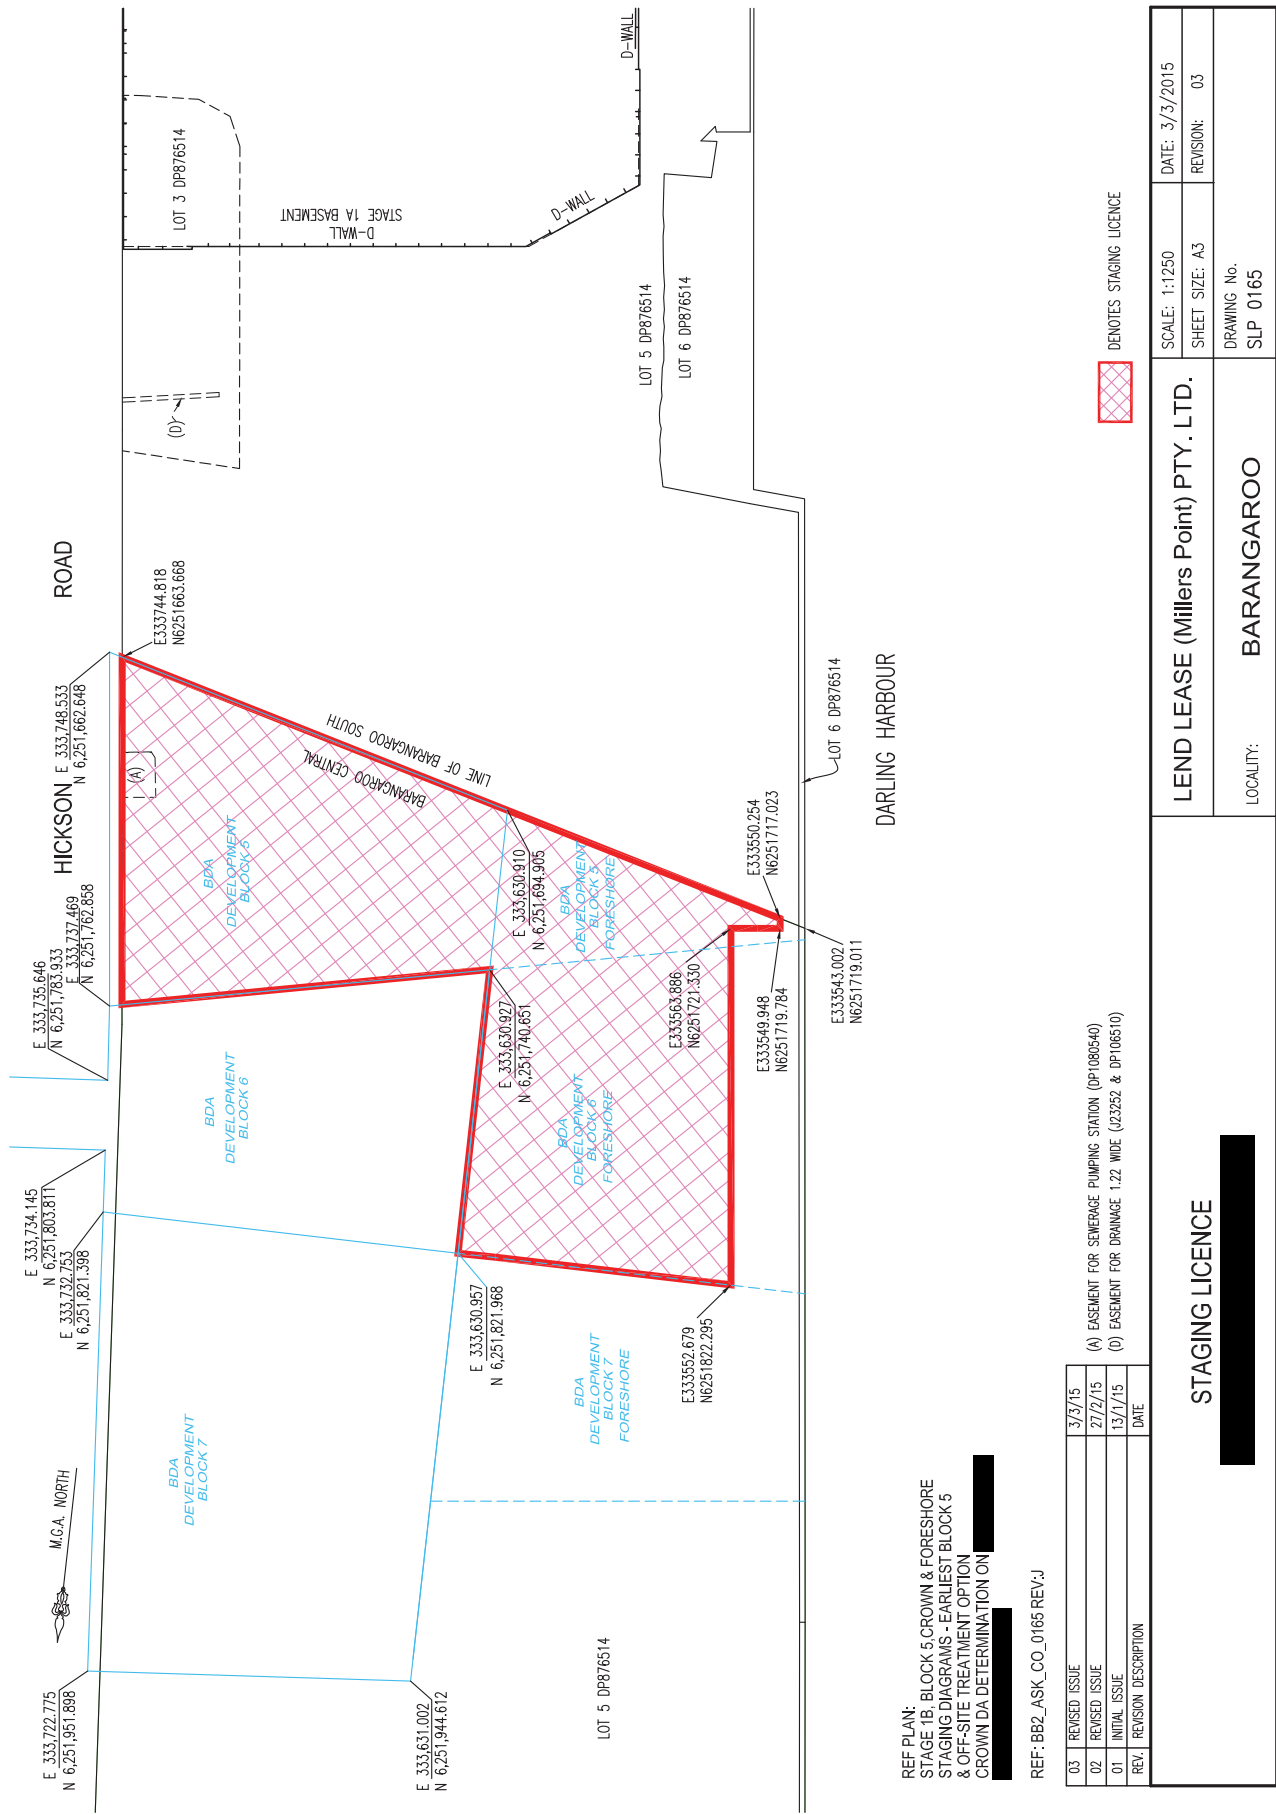 HICKSON
ROAD
M.G.A. NORTH
E 333,722.775
N 6,251,951.898
E 333,734.145
N 6,251,803.811
E 333,732.753
N 6,251,821.398
E 333,735.646
N 6,251,783.933
E 333,737.469
N 6,251,762.858
E 333,748.533
N 6,251,662.648
E333744.818
N6251663.668
(A)
(D)
LOT 3 DP876514
STAGE 1A BASEMENT
D-WALL
D-WALL
D-WALL
BDA
DEVELOPMENT
BLOCK 7
BDA
DEVELOPMENT
BLOCK 6
BDA
DEVELOPMENT
BLOCK 5
LINE OF BARANGAROO SOUTH
BARANGAROO CENTRAL
E 333,631.002
N 6,251,944.612
E 333,630.957
N 6,251,821.968
E 333,630.927
N 6,251,740.651
E 333,630.910
N 6,251,694.905
BDA
DEVELOPMENT
BLOCK 7
FORESHORE
BDA
DEVELOPMENT
BLOCK 6
FORESHORE
BDA
DEVELOPMENT
BLOCK 5
FORESHORE
LOT 5 DP876514
LOT 5 DP876514
LOT 6 DP876514
E333552.679
N6251822.295
E333563.886
N6251721.330
E333549.948
N6251719.784
E333550.254
N6251717.023
E333543.002
N6251719.011
LOT 6 DP876514
DARLING HARBOUR
REF PLAN:
STAGE 1B, BLOCK 5,CROWN & FORESHORE
STAGING DIAGRAMS - EARLIEST BLOCK 5
& OFF-SITE TREATMENT OPTION
CROWN DA DETERMINATION ON
REF: BB2_ASK_CO_0165 REV:J
DENOTES STAGING LICENCE
(A) EASEMENT FOR SEWERAGE PUMPING STATION (DP1080540)
(D) EASEMENT FOR DRAINAGE 1.22 WIDE (J23252 & DP106510)
03 REVISED ISSUE 3/3/15
02 REVISED ISSUE 27/2/15
01 INITIAL ISSUE 13/1/15
REV. REVISION DESCRIPTION DATE
STAGING LICENCE
LEND LEASE (Millers Point) PTY. LTD.
LOCALITY: BARANGAROO
SCALE: 1:1250
DATE: 3/3/2015
SHEET SIZE: A3
REVISION: 03
DRAWING No.
SLP 0165